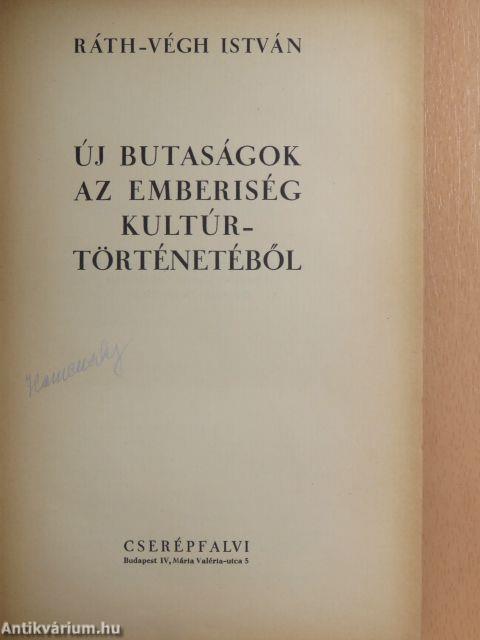 RÁTH-VÉGH ISTVÁN
ÚJ BUTASÁGOK
AZ EMBERISÉG
KULTÚR-
TÖRTÉNETÉBŐL
CSERÉPFALVI
Budapest IV, Mária Valéria-utca 5
Antikvárium.hu